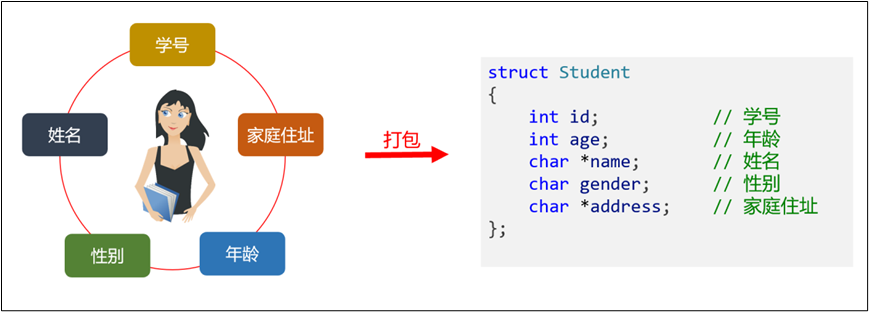 学号
姓名
家庭住址
性别
年龄
打包
struct Student
{
    int id;           // 学号
    int age;          // 年龄
    char *name;       // 姓名
    char gender;      // 性别
    char *address;    // 家庭住址
};